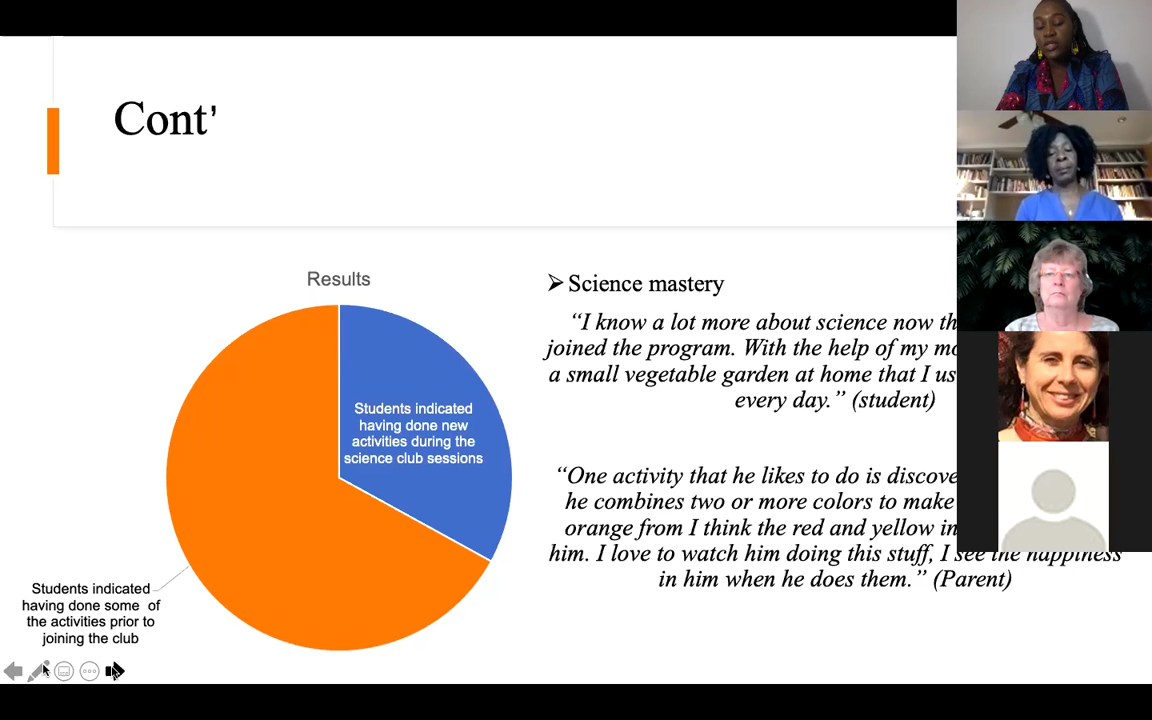 Cont'
Results
Students indicated
having done new
activities during the
science club sessions
Students indicated
having done some of
the activities prior to
joining the club
➢ Science mastery
“I know a lot more about science now
joined the program. With the help of my
a small vegetable garden at home that I
every day.” (student)
“One activity that he likes to do is
he combines two or more colors to make
orange from I think the red and yellow in
him. I love to watch him doing this stuff, I see the happiness
in him when he does them.” (Parent)